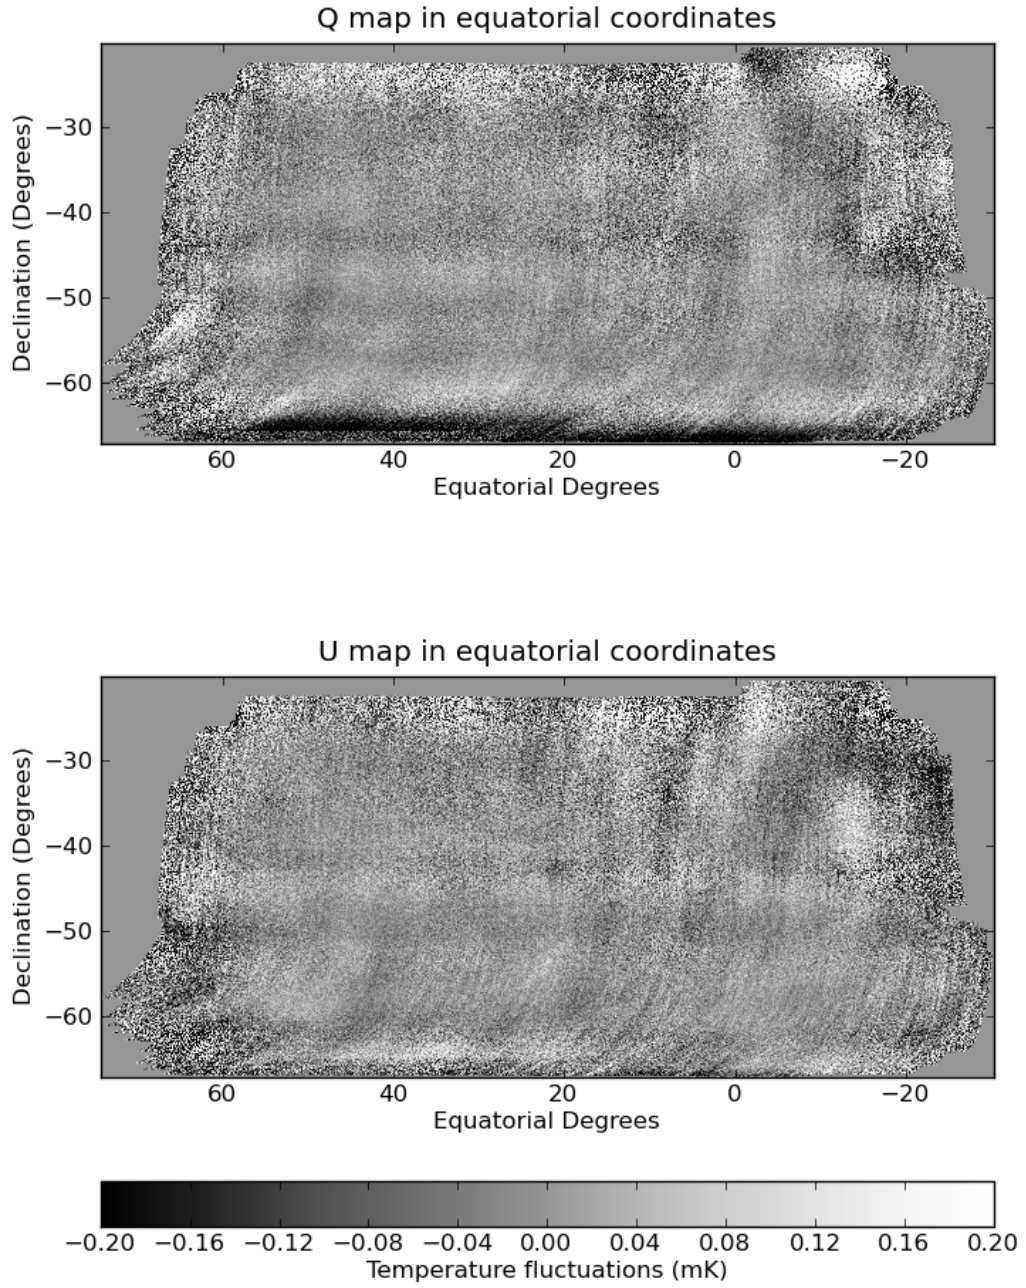 Q map in equatorial coordinates
Declination (Degrees)
−30
−40
−50
−60
60 40 20 0 −20
Equatorial Degrees
U map in equatorial coordinates
Declination (Degrees)
−30
−40
−50
−60
60 40 20 0 −20
Equatorial Degrees
−0.20 −0.16 −0.12 −0.08 −0.04 0.00 0.04 0.08 0.12 0.16 0.20
Temperature fluctuations (mK)